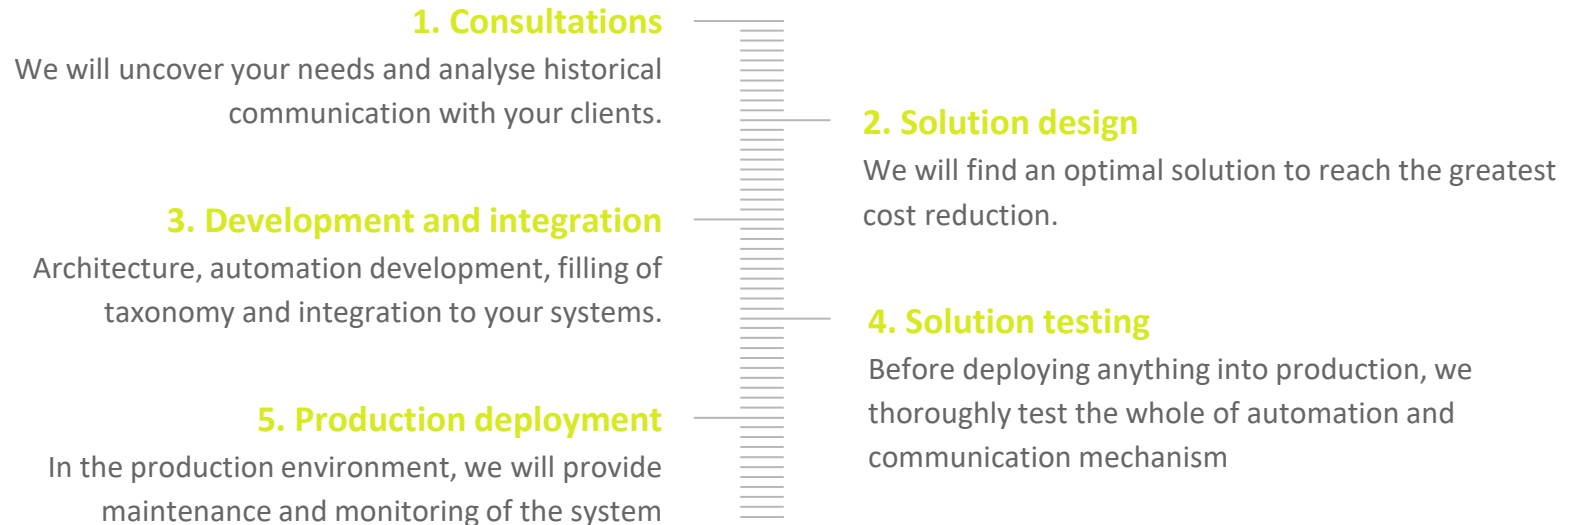 1. Consultations
We will uncover your needs and analyse historical
communication with your clients.
2. Solution design
We will find an optimal solution to reach the greatest
cost reduction.
3. Development and integration
Architecture, automation development, filling of
taxonomy and integration to your systems.
4. Solution testing
Before deploying anything into production, we
thoroughly test the whole of automation and
communication mechanism
5. Production deployment
In the production environment, we will provide
maintenance and monitoring of the system